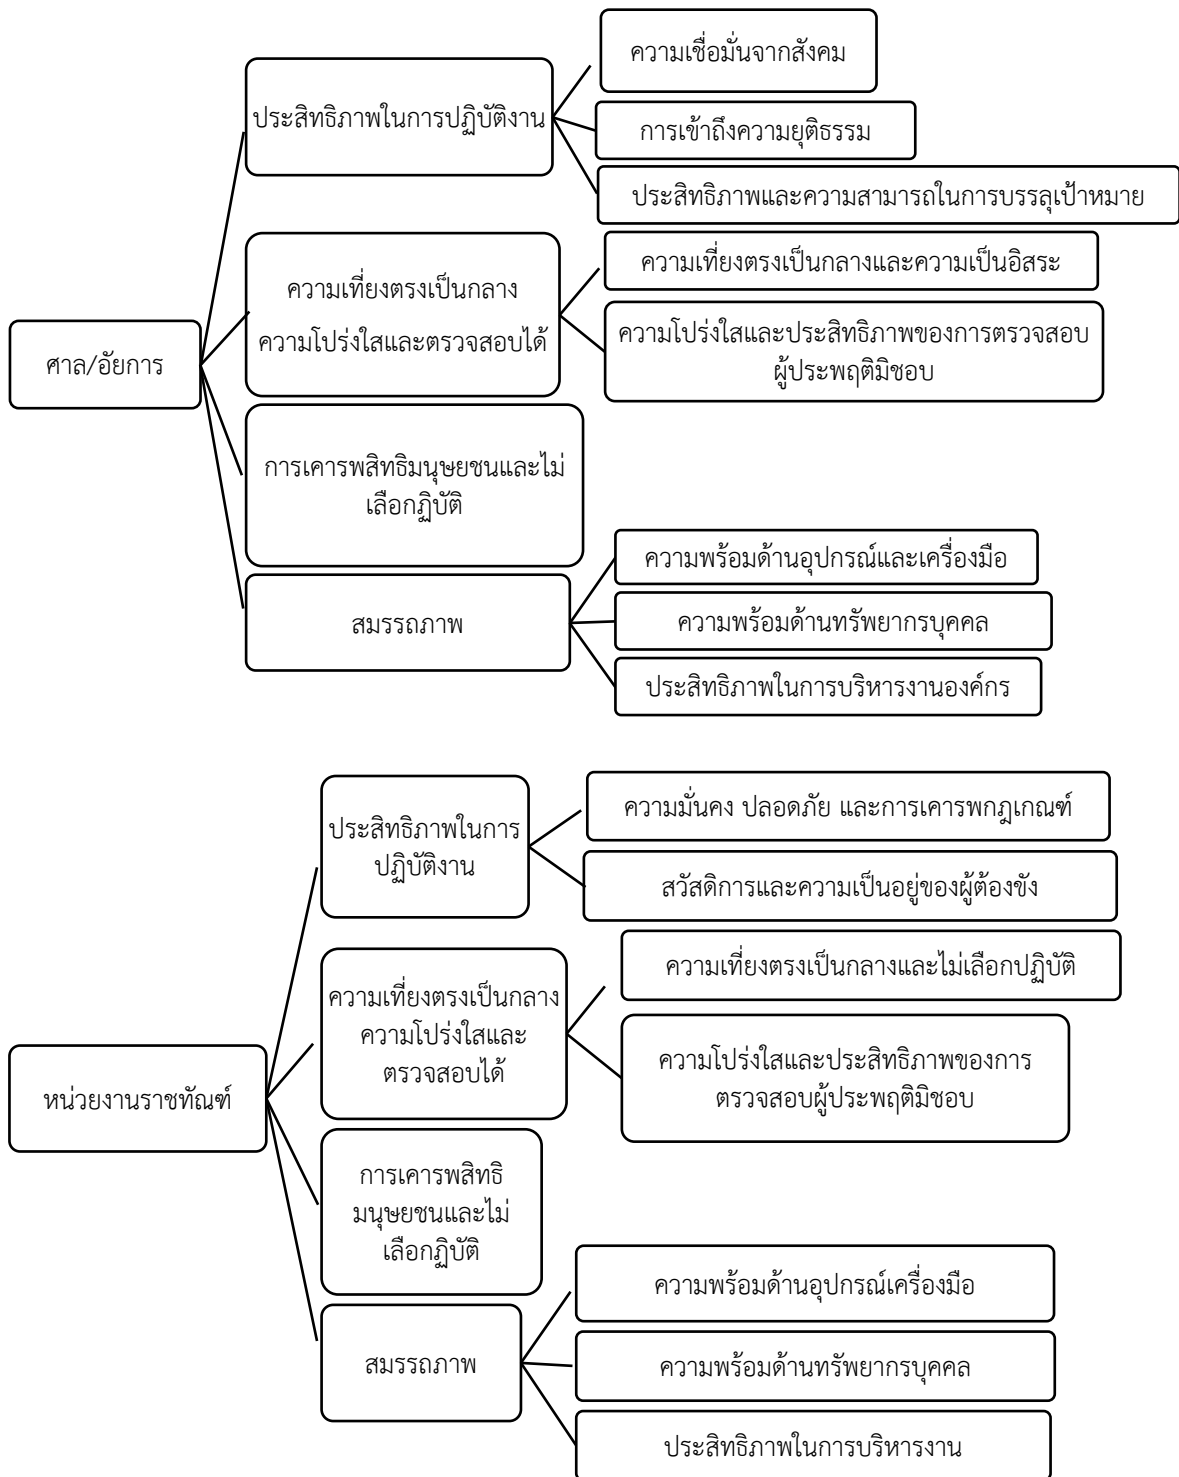 ศาล/อัยการ
ประสิทธิภาพในการปฏิบัติงาน
ความเชื่อมั่นจากสังคม
การเข้าถึงความยุติธรรม
ประสิทธิภาพและความสามารถในการบรรลุเป้าหมาย
ความเที่ยงตรงเป็นกลาง
ความโปร่งใสและตรวจสอบได้
ความเที่ยงตรงเป็นกลางและความเป็นอิสระ
ความโปร่งใสและประสิทธิภาพของการตรวจสอบ
ผู้ประพฤติมิชอบ
การเคารพสิทธิมนุษยชนและไม่
เลือกฏิบัติ
สมรรถภาพ
ความพร้อมด้านอุปกรณ์และเครื่องมือ
ความพร้อมด้านทรัพยากรบุคคล
ประสิทธิภาพในการบริหารงานองค์กร
หน่วยงานราชทัณฑ์
ประสิทธิภาพในการ
ปฏิบัติงาน
ความมั่นคง ปลอดภัย และการเคารพกฎเกณฑ์
สวัสดิการและความเป็นอยู่ของผู้ต้องขัง
ความเที่ยงตรงเป็นกลาง
ความโปร่งใสและ
ตรวจสอบได้
ความเที่ยงตรงเป็นกลางและไม่เลือกปฏิบัติ
ความโปร่งใสและประสิทธิภาพของการ
ตรวจสอบผู้ประพฤติมิชอบ
การเคารพสิทธิ
มนุษยชนและไม่
เลือกฏิบัติ
สมรรถภาพ
ความพร้อมด้านอุปกรณ์เครื่องมือ
ความพร้อมด้านทรัพยากรบุคคล
ประสิทธิภาพในการบริหารงาน